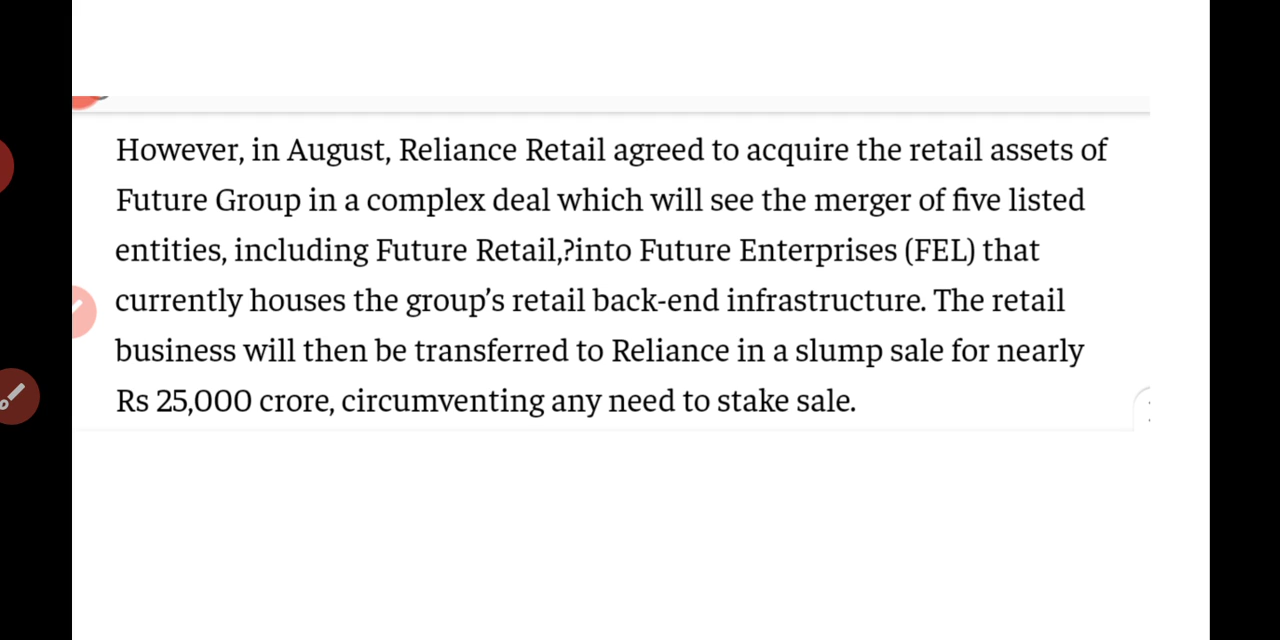 However, in August, Reliance Retail agreed to acquire the retail assets of
Future Group in a complex deal which will see the merger of five listed
entities, including Future Retail,?into Future Enterprises (FEL) that
currently houses the group’s retail back-end infrastructure. The retail
business will then be transferred to Reliance in a slump sale for nearly
Rs 25,000 crore, circumventing any need to stake sale.